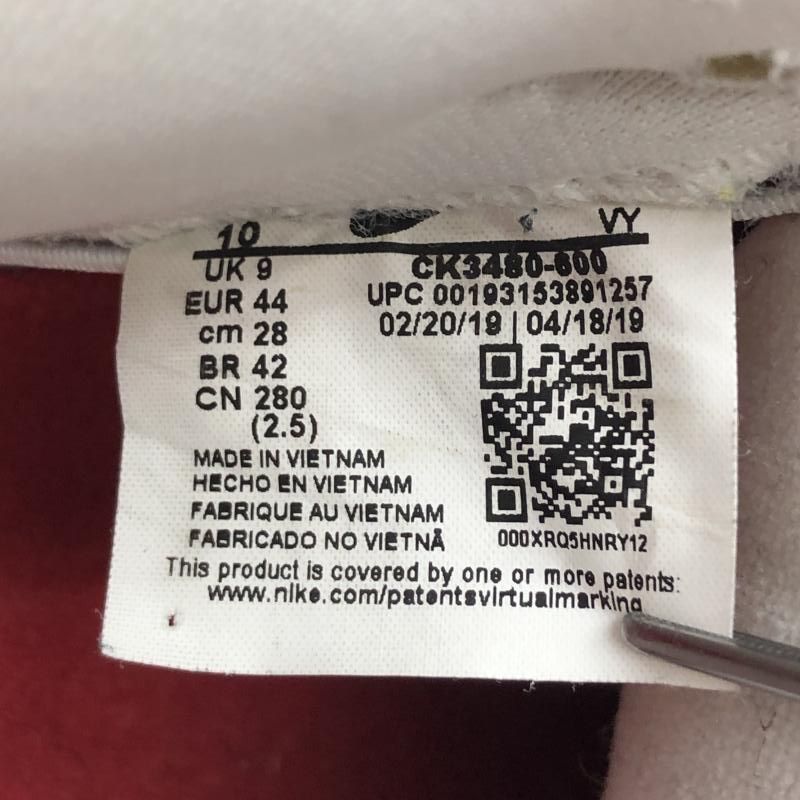 10
VY
UK 9
CK3480-600
EUR 44
UPC 00193153891257
cm 28
02/20/19 | 04/18/19
BR 42
CN 280
(2.5)
MADE IN VIETNAM
HECHO EN VIETNAM
FABRIQUE AU VIETNAM
FABRICADO NO VIETNÃ
000XRQ5HNRY12
This product is covered by one or more patents:
www.nike.com/patentsvirtualmarking